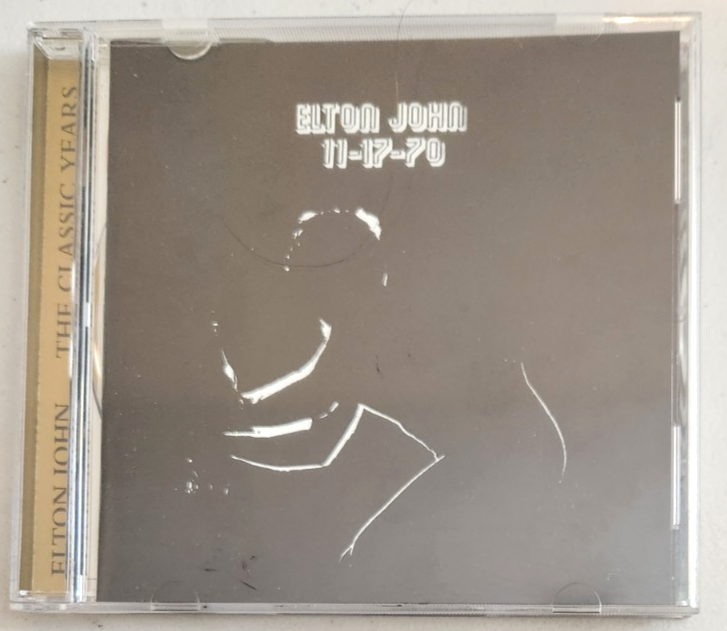 ELTON JOHN
11-17-70
ELTON JOHN THE CLASSIC YEARS